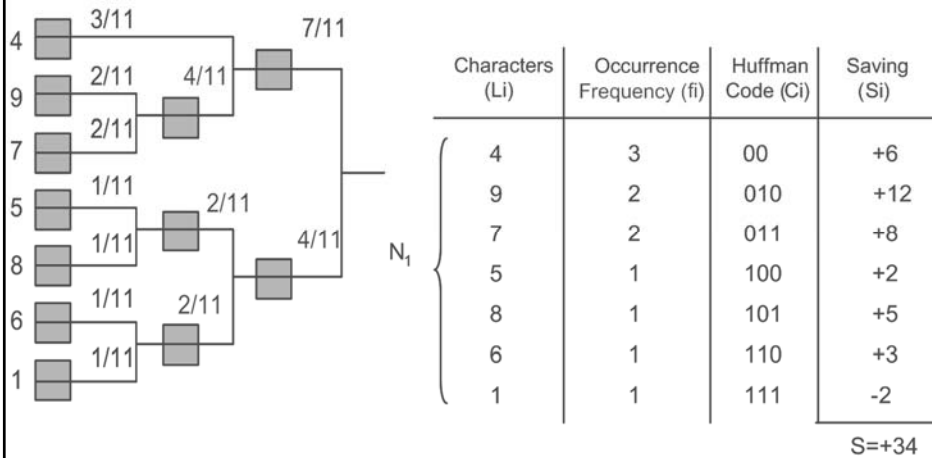 4 3/11 7/11
9 2/11 4/11
7 2/11
5 1/11 2/11
8 1/11 4/11
6 1/11 2/11
1 1/11
Characters (Li) Occurrence Frequency (fi) Huffman Code (Ci) Saving (Si)
N1
4 3 00 +6
9 2 010 +12
7 2 011 +8
5 1 100 +2
8 1 101 +5
6 1 110 +3
1 1 111 -2
S=+34